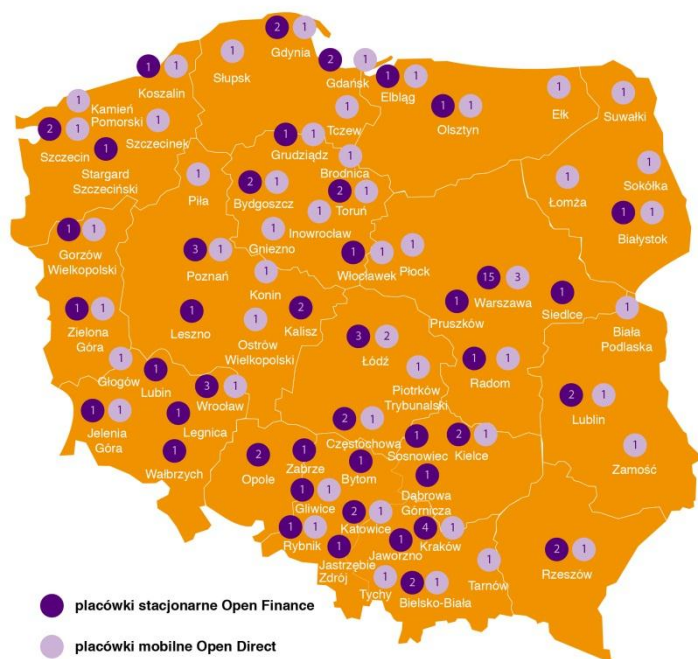 2 1
Gdynia
1
Słupsk
2 1
Gdańsk
1 1
Koszalin
1 1
Elbląg
1
Ełk
1
Suwałki
1
Kamień
Pomorski
1 1
Olsztyn
1
Tczew
1
Szczecinek
2 1
Szczecin
1
Stargard
Szczeciński
1 1
Grudziądz
1
Brodnica
1
Sokółka
1
Piła
2 1
Bydgoszcz
2 1
Toruń
1
Łomża
1
Inowrocław
1 1
Białystok
1 1
Gorzów
Wielkopolski
1
Gniezno
3 1
Poznań
1 1
Włocławek
1
Płock
1
Konin
15 3
Warszawa
1
Siedlce
1
Pruszków
1 1
Zielona
Góra
1
Leszno
2
Kalisz
1
Ostrów
Wielkopolski
1
Biała
Podlaska
3 2
Łódź
1
Głogów
1
Lubin
1
Piotrków
Trybunalski
1 1
Radom
3 1
Wrocław
2 1
Lublin
1 1
Jelenia
Góra
1
Legnica
2 1
Częstochowa
1
Sosnowiec
2 1
Kielce
1
Zamość
1
Wałbrzych
2
Opole
1
Zabrze
1
Bytom
1
Dąbrowa
Górnicza
1 1
Gliwice
2 1
Katowice
1 1
Rybnik
1
Jastrzębie
Zdrój
1
Jaworzno
4 1
Kraków
1
Tychy
2 1
Bielsko-Biała
1
Tarnów
2 1
Rzeszów
placówki stacjonarne Open Finance
placówki mobilne Open Direct